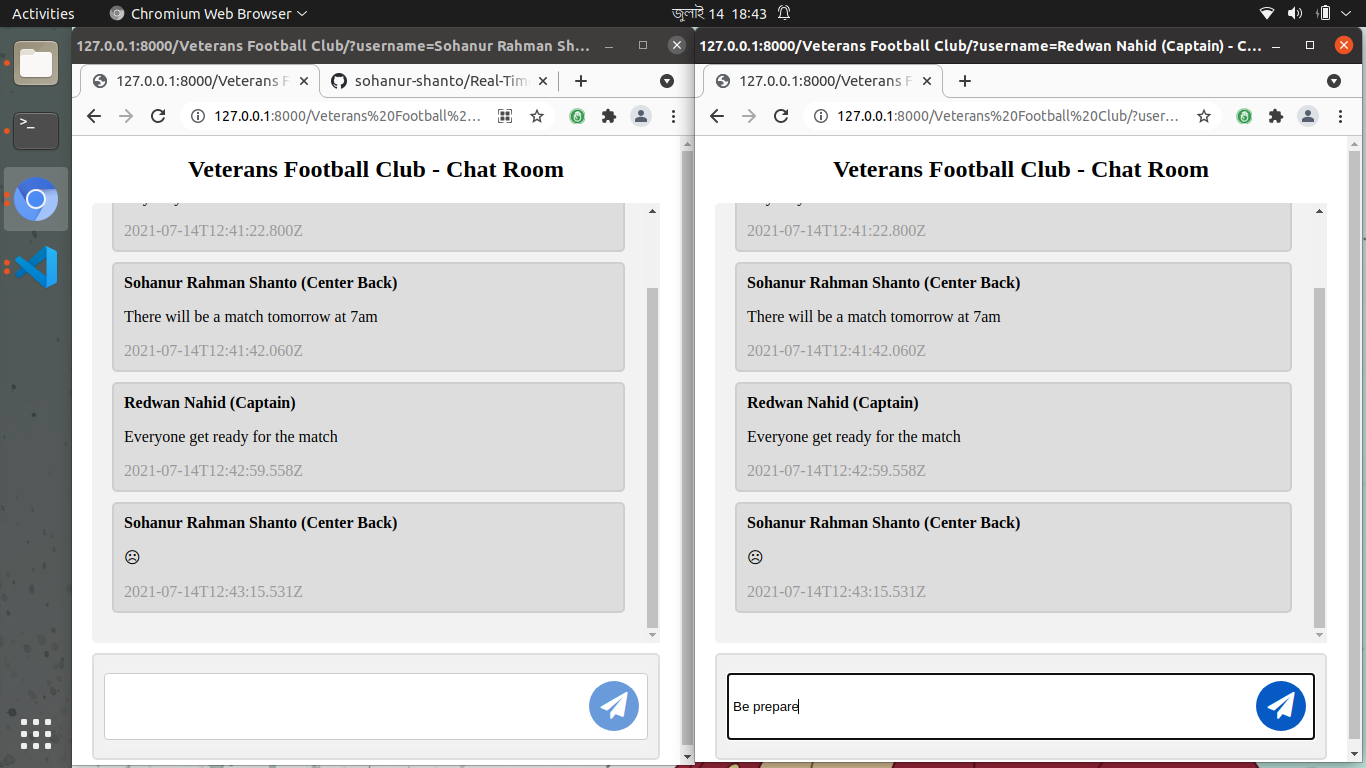 Activities Chromium Web Browser জুলাই 14 18:43
127.0.0.1:8000/Veterans Football Club/?username=Sohanur Rahman Sh...
127.0.0.1:8000/Veterans F
sohanur-shanto/Real-Tim
127.0.0.1:8000/Veterans%20Football%2...
Veterans Football Club - Chat Room
2021-07-14T12:41:22.800Z
Sohanur Rahman Shanto (Center Back)
There will be a match tomorrow at 7am
2021-07-14T12:41:42.060Z
Redwan Nahid (Captain)
Everyone get ready for the match
2021-07-14T12:42:59.558Z
Sohanur Rahman Shanto (Center Back)
☹
2021-07-14T12:43:15.531Z
127.0.0.1:8000/Veterans Football Club/?username=Redwan Nahid (Captain) - C...
127.0.0.1:8000/Veterans F
127.0.0.1:8000/Veterans%20Football%20Club/?user...
Veterans Football Club - Chat Room
2021-07-14T12:41:22.800Z
Sohanur Rahman Shanto (Center Back)
There will be a match tomorrow at 7am
2021-07-14T12:41:42.060Z
Redwan Nahid (Captain)
Everyone get ready for the match
2021-07-14T12:42:59.558Z
Sohanur Rahman Shanto (Center Back)
☹
2021-07-14T12:43:15.531Z
Be prepare